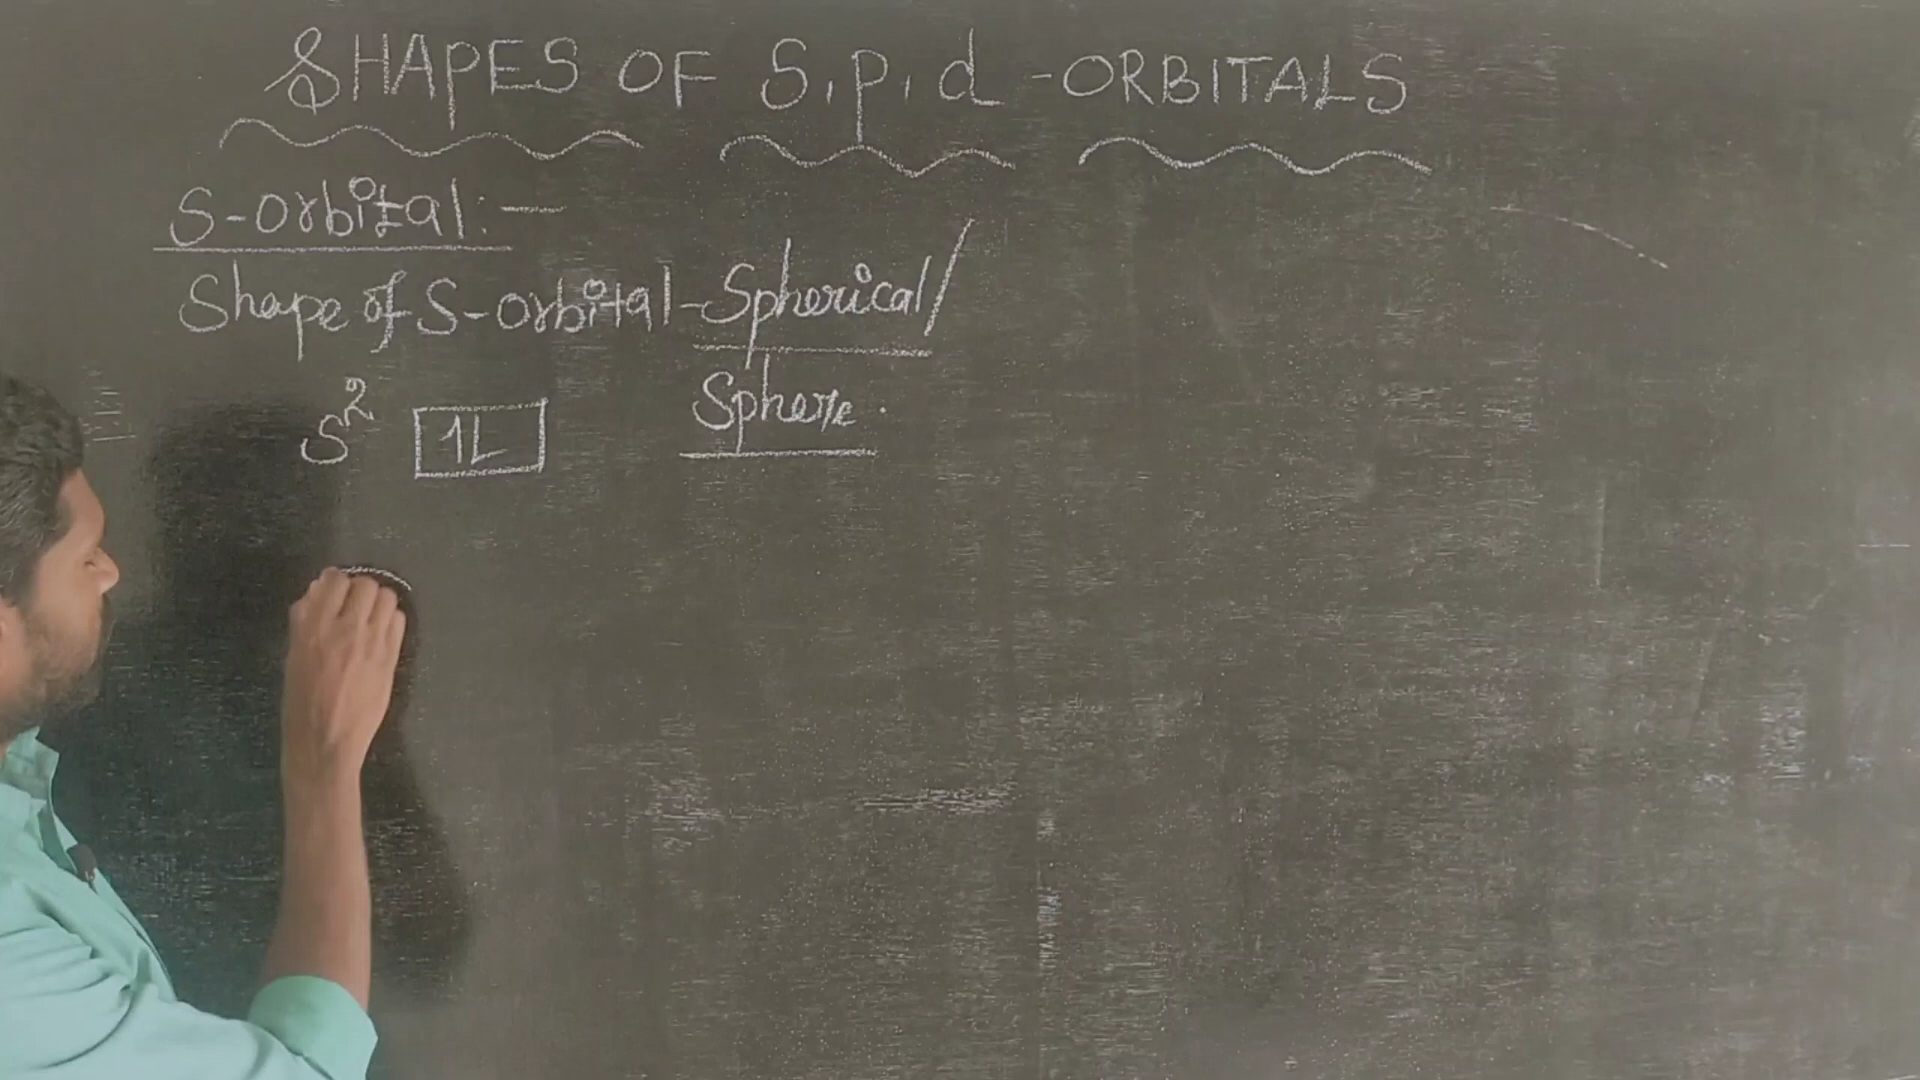 SHAPES OF S, p, d -ORBITALS
S-orbital:-
Shape of S-orbital-Spherical/
Sphere.
S² 1L